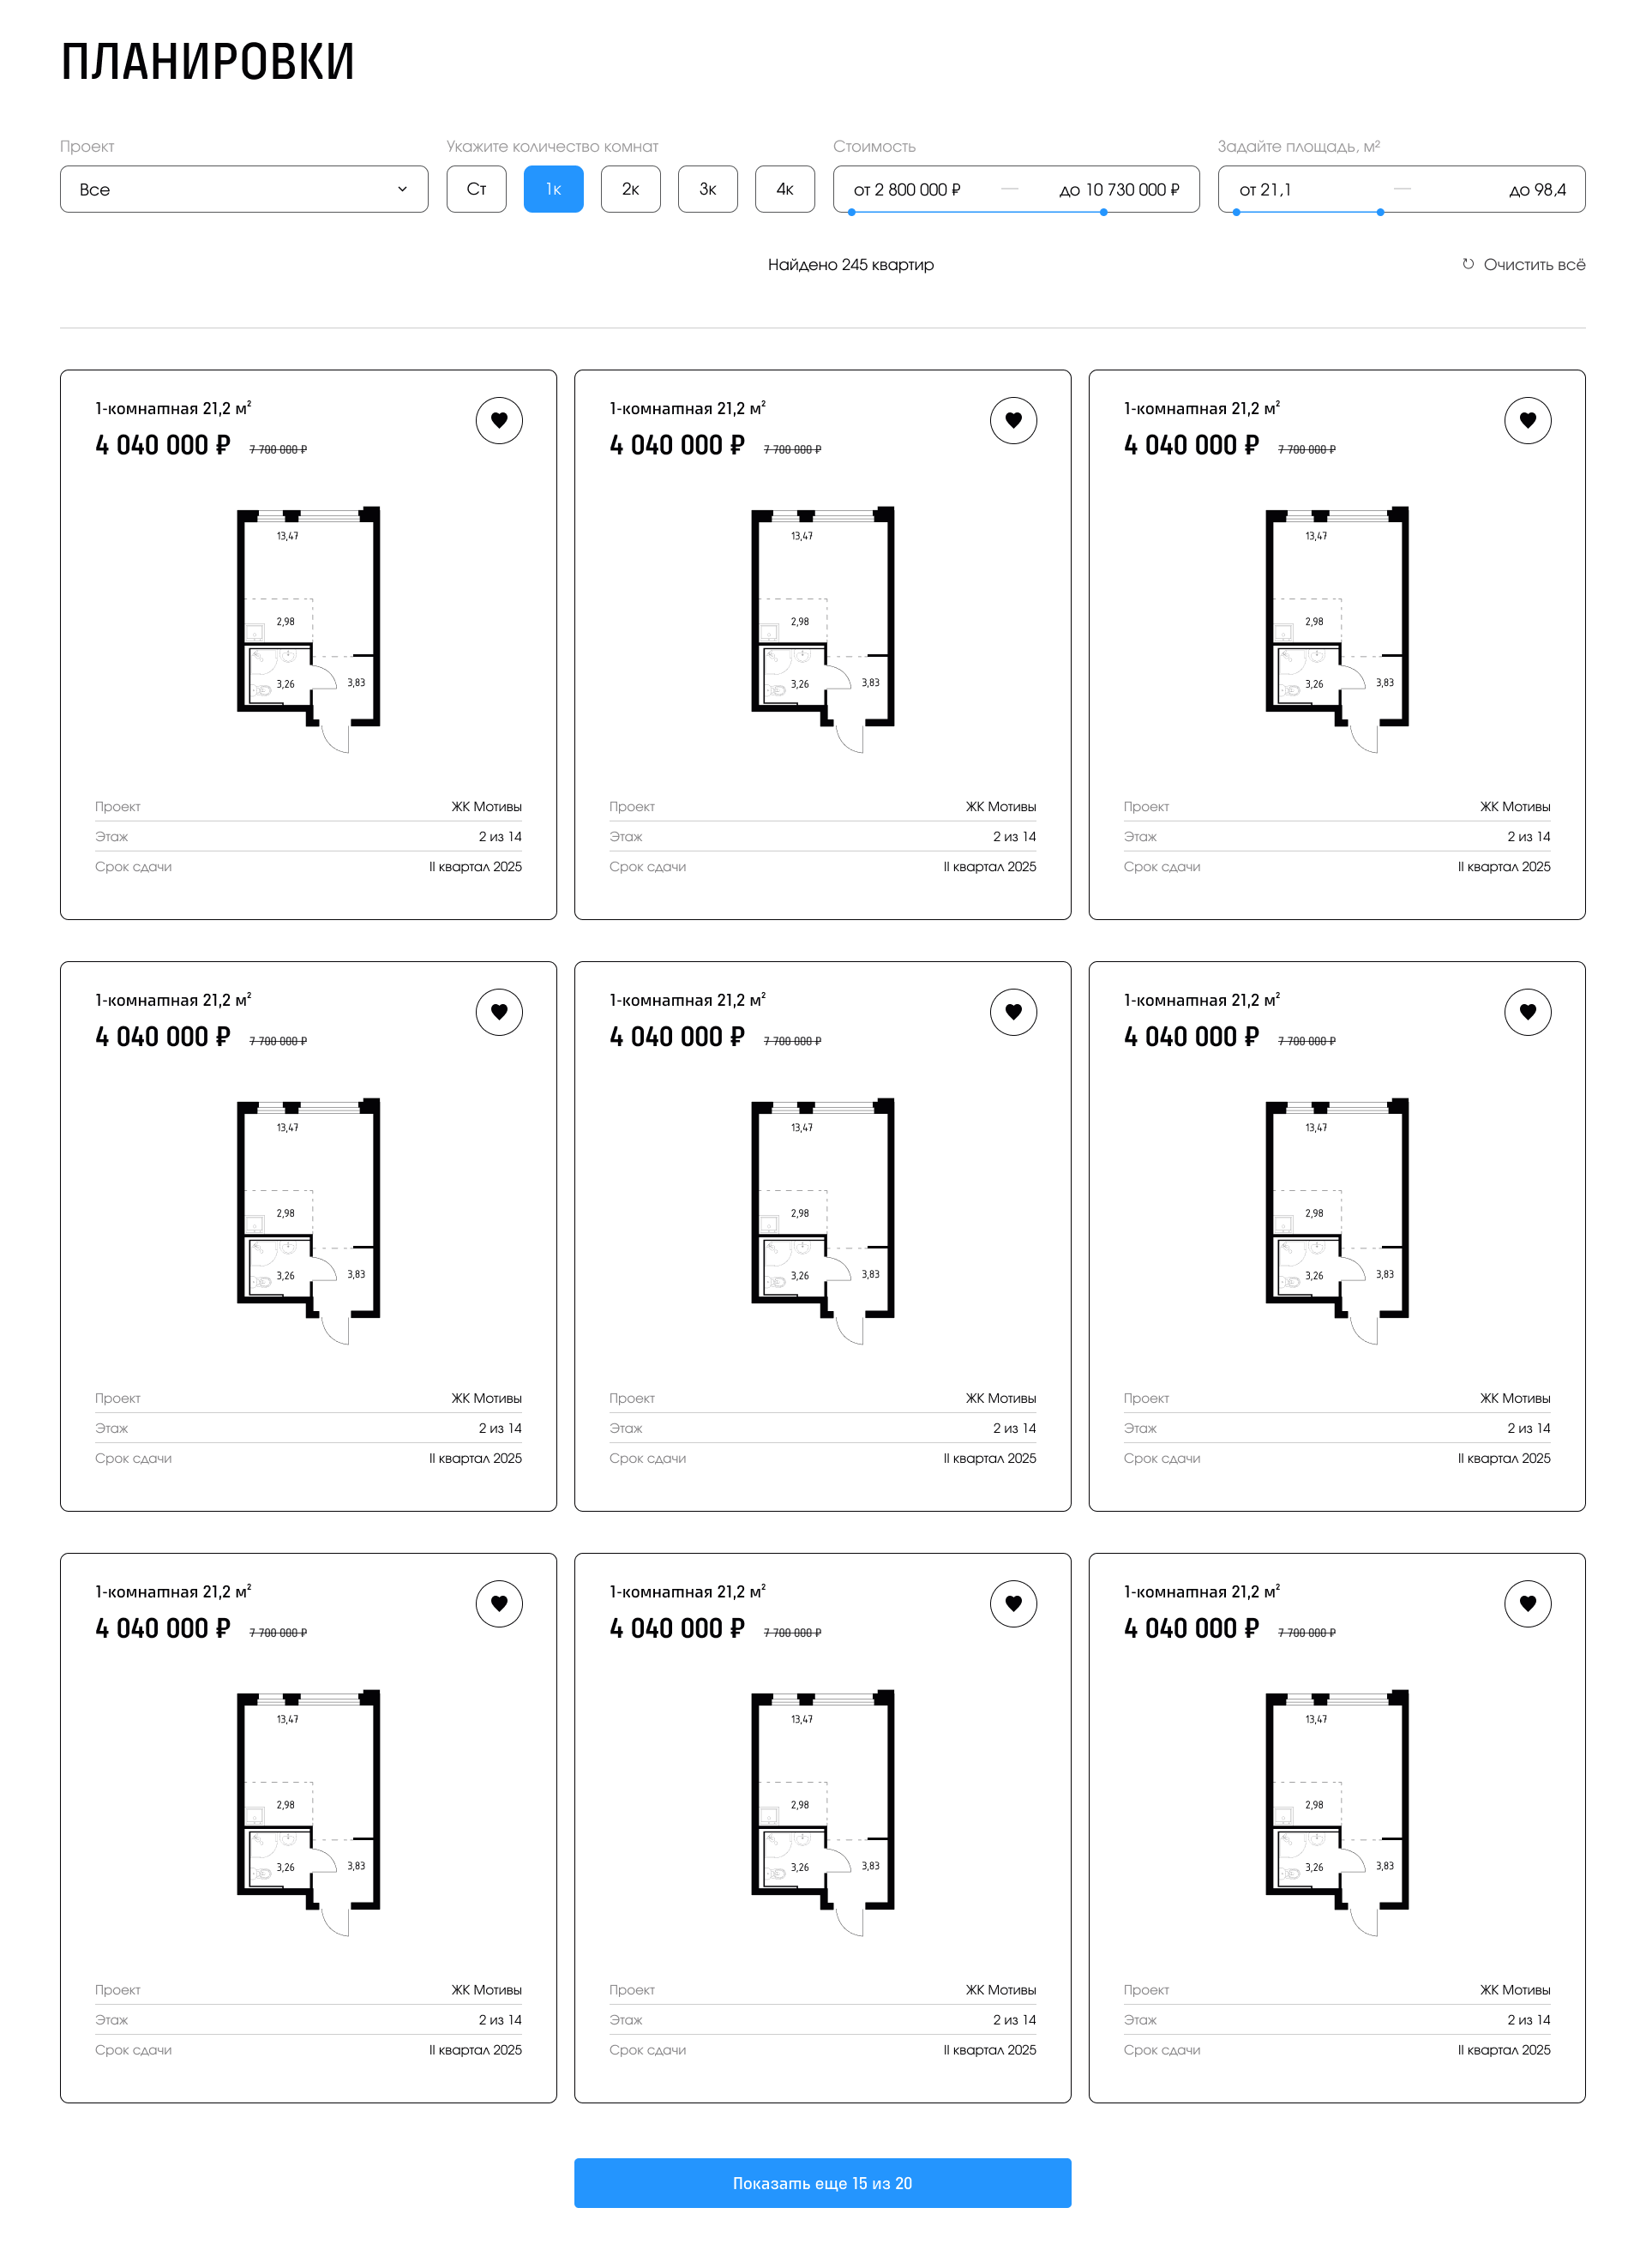 ПЛАНИРОВКИ
Проект Укажите количество комнат Стоимость Задайте площадь, м²
Все Ст 1к 2к 3к 4к от 2 800 000 ₽ — до 10 730 000 ₽ от 21,1 — до 98,4
Найдено 245 квартир Очистить всё
1-комнатная 21,2 м² 1-комнатная 21,2 м² 1-комнатная 21,2 м²
4 040 000 ₽ 7 700 000 ₽ 4 040 000 ₽ 7 700 000 ₽ 4 040 000 ₽ 7 700 000 ₽
13,47 13,47 13,47
2,98 2,98 2,98
3,26 3,83 3,26 3,83 3,26 3,83
Проект ЖК Мотивы Проект ЖК Мотивы Проект ЖК Мотивы
Этаж 2 из 14 Этаж 2 из 14 Этаж 2 из 14
Срок сдачи II квартал 2025 Срок сдачи II квартал 2025 Срок сдачи II квартал 2025
1-комнатная 21,2 м² 1-комнатная 21,2 м² 1-комнатная 21,2 м²
4 040 000 ₽ 7 700 000 ₽ 4 040 000 ₽ 7 700 000 ₽ 4 040 000 ₽ 7 700 000 ₽
13,47 13,47 13,47
2,98 2,98 2,98
3,26 3,83 3,26 3,83 3,26 3,83
Проект ЖК Мотивы Проект ЖК Мотивы Проект ЖК Мотивы
Этаж 2 из 14 Этаж 2 из 14 Этаж 2 из 14
Срок сдачи II квартал 2025 Срок сдачи II квартал 2025 Срок сдачи II квартал 2025
1-комнатная 21,2 м² 1-комнатная 21,2 м² 1-комнатная 21,2 м²
4 040 000 ₽ 7 700 000 ₽ 4 040 000 ₽ 7 700 000 ₽ 4 040 000 ₽ 7 700 000 ₽
13,47 13,47 13,47
2,98 2,98 2,98
3,26 3,83 3,26 3,83 3,26 3,83
Проект ЖК Мотивы Проект ЖК Мотивы Проект ЖК Мотивы
Этаж 2 из 14 Этаж 2 из 14 Этаж 2 из 14
Срок сдачи II квартал 2025 Срок сдачи II квартал 2025 Срок сдачи II квартал 2025
Показать еще 15 из 20